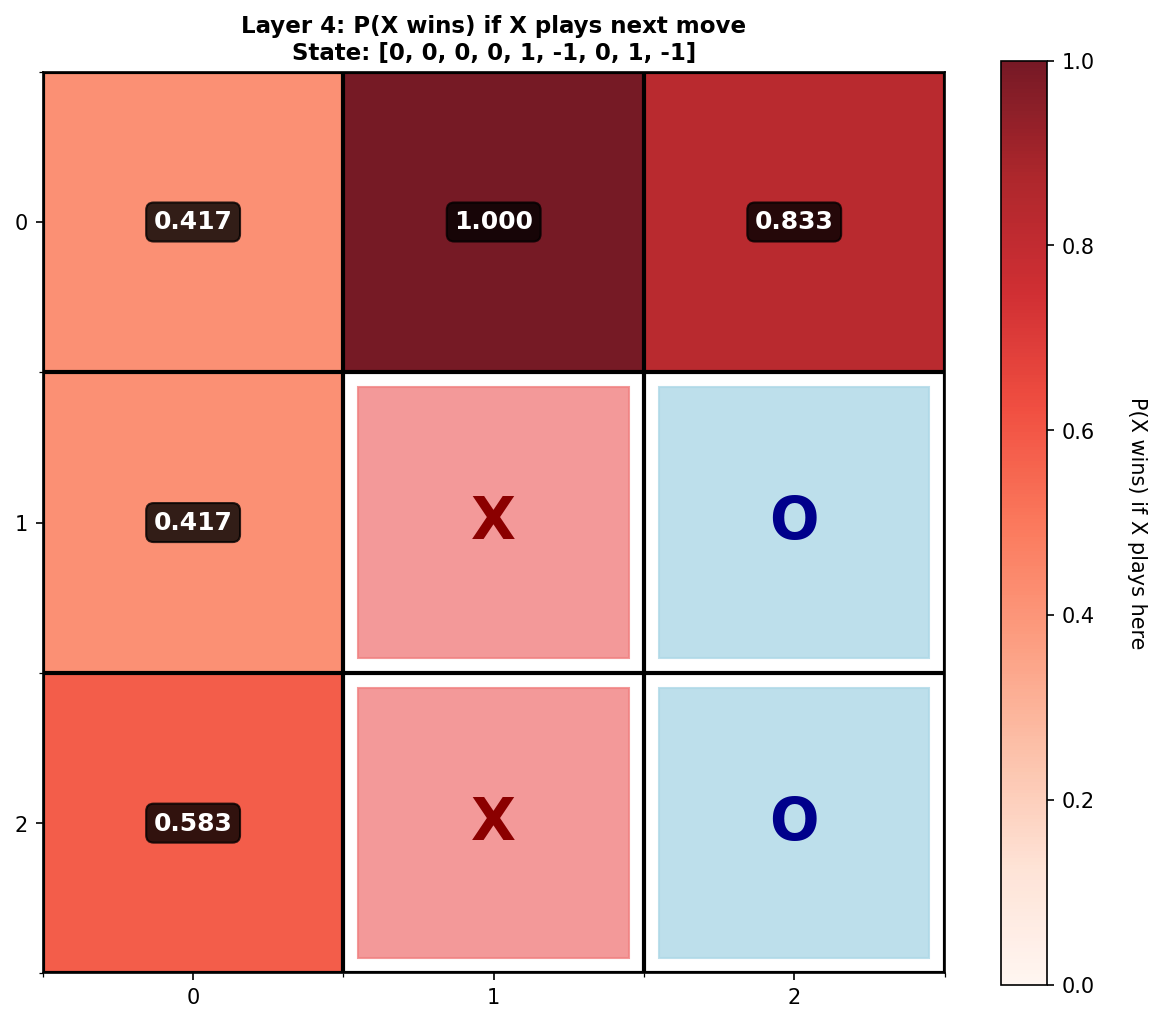 Layer 4: P(X wins) if X plays next move
State: [0, 0, 0, 0, 1, -1, 0, 1, -1]
0.417 1.000 0.833
0.417 X O
0.583 X O
0
1
2
0 1 2
1.0
0.8
0.6
0.4
0.2
0.0
P(X wins) if X plays here